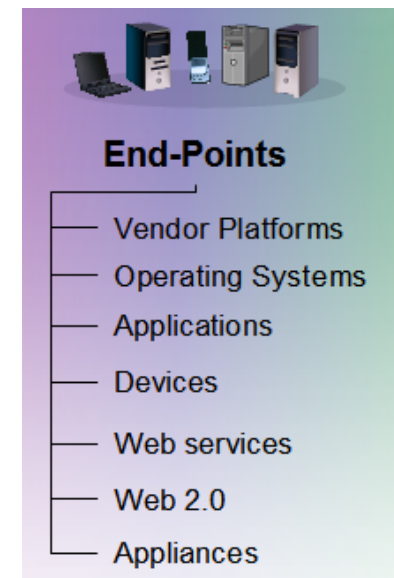 End-Points
Vendor Platforms
Operating Systems
Applications
Devices
Web services
Web 2.0
Appliances